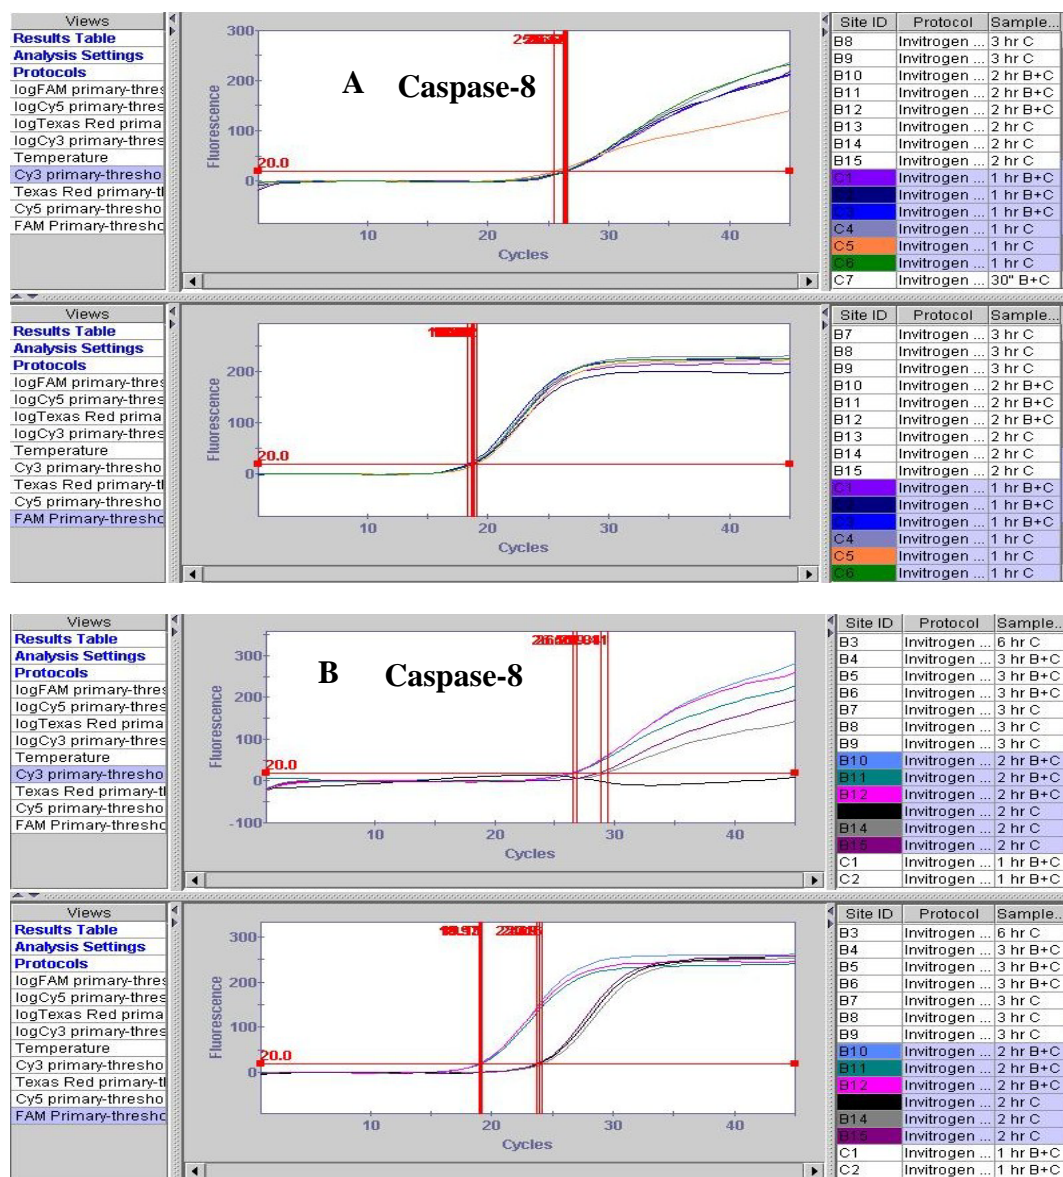 Views
Results Table
Analysis Settings
Protocols
logFAM primary-thres
logCy5 primary-thres
logTexas Red prima
logCy3 primary-thres
Temperature
Cy3 primary-thresho
Texas Red primary-tl
Cy5 primary-thresho
FAM Primary-thresho
A Caspase-8
300
200
100
0
20.0
Fluorescence
10 20 30 40
Cycles
Site ID Protocol Sample...
B8 Invitrogen ... 3 hr C
B9 Invitrogen ... 3 hr C
B10 Invitrogen ... 2 hr B+C
B11 Invitrogen ... 2 hr B+C
B12 Invitrogen ... 2 hr B+C
B13 Invitrogen ... 2 hr C
B14 Invitrogen ... 2 hr C
B15 Invitrogen ... 2 hr C
C1 Invitrogen ... 1 hr B+C
Invitrogen ... 1 hr B+C
C3 Invitrogen ... 1 hr B+C
C4 Invitrogen ... 1 hr C
C5 Invitrogen ... 1 hr C
C6 Invitrogen ... 1 hr C
C7 Invitrogen ... 30" B+C
Views
Results Table
Analysis Settings
Protocols
logFAM primary-thres
logCy5 primary-thres
logTexas Red prima
logCy3 primary-thres
Temperature
Cy3 primary-thresho
Texas Red primary-tl
Cy5 primary-thresho
FAM Primary-thresho
200
100
0
20.0
Fluorescence
10 20 30 40
Cycles
Site ID Protocol Sample...
B7 Invitrogen ... 3 hr C
B8 Invitrogen ... 3 hr C
B9 Invitrogen ... 3 hr C
B10 Invitrogen ... 2 hr B+C
B11 Invitrogen ... 2 hr B+C
B12 Invitrogen ... 2 hr B+C
B13 Invitrogen ... 2 hr C
B14 Invitrogen ... 2 hr C
B15 Invitrogen ... 2 hr C
C1 Invitrogen ... 1 hr B+C
Invitrogen ... 1 hr B+C
C3 Invitrogen ... 1 hr B+C
C4 Invitrogen ... 1 hr C
C5 Invitrogen ... 1 hr C
C6 Invitrogen ... 1 hr C
Views
Results Table
Analysis Settings
Protocols
logFAM primary-thres
logCy5 primary-thres
logTexas Red prima
logCy3 primary-thres
Temperature
Cy3 primary-thresho
Texas Red primary-tl
Cy5 primary-thresho
FAM Primary-thresho
B Caspase-8
300
200
100
0
-100
20.0
Fluorescence
10 20 30 40
Cycles
Site ID Protocol Sample...
B3 Invitrogen ... 6 hr C
B4 Invitrogen ... 3 hr B+C
B5 Invitrogen ... 3 hr B+C
B6 Invitrogen ... 3 hr B+C
B7 Invitrogen ... 3 hr C
B8 Invitrogen ... 3 hr C
B9 Invitrogen ... 3 hr C
B10 Invitrogen ... 2 hr B+C
B11 Invitrogen ... 2 hr B+C
B12 Invitrogen ... 2 hr B+C
Invitrogen ... 2 hr C
B14 Invitrogen ... 2 hr C
B15 Invitrogen ... 2 hr C
C1 Invitrogen ... 1 hr B+C
C2 Invitrogen ... 1 hr B+C
Views
Results Table
Analysis Settings
Protocols
logFAM primary-thres
logCy5 primary-thres
logTexas Red prima
logCy3 primary-thres
Temperature
Cy3 primary-thresho
Texas Red primary-tl
Cy5 primary-thresho
FAM Primary-thresho
300
200
100
0
20.0
Fluorescence
10 20 30 40
Cycles
Site ID Protocol Sample...
B3 Invitrogen ... 6 hr C
B4 Invitrogen ... 3 hr B+C
B5 Invitrogen ... 3 hr B+C
B6 Invitrogen ... 3 hr B+C
B7 Invitrogen ... 3 hr C
B8 Invitrogen ... 3 hr C
B9 Invitrogen ... 3 hr C
B10 Invitrogen ... 2 hr B+C
B11 Invitrogen ... 2 hr B+C
B12 Invitrogen ... 2 hr B+C
Invitrogen ... 2 hr C
B14 Invitrogen ... 2 hr C
B15 Invitrogen ... 2 hr C
C1 Invitrogen ... 1 hr B+C
C2 Invitrogen ... 1 hr B+C